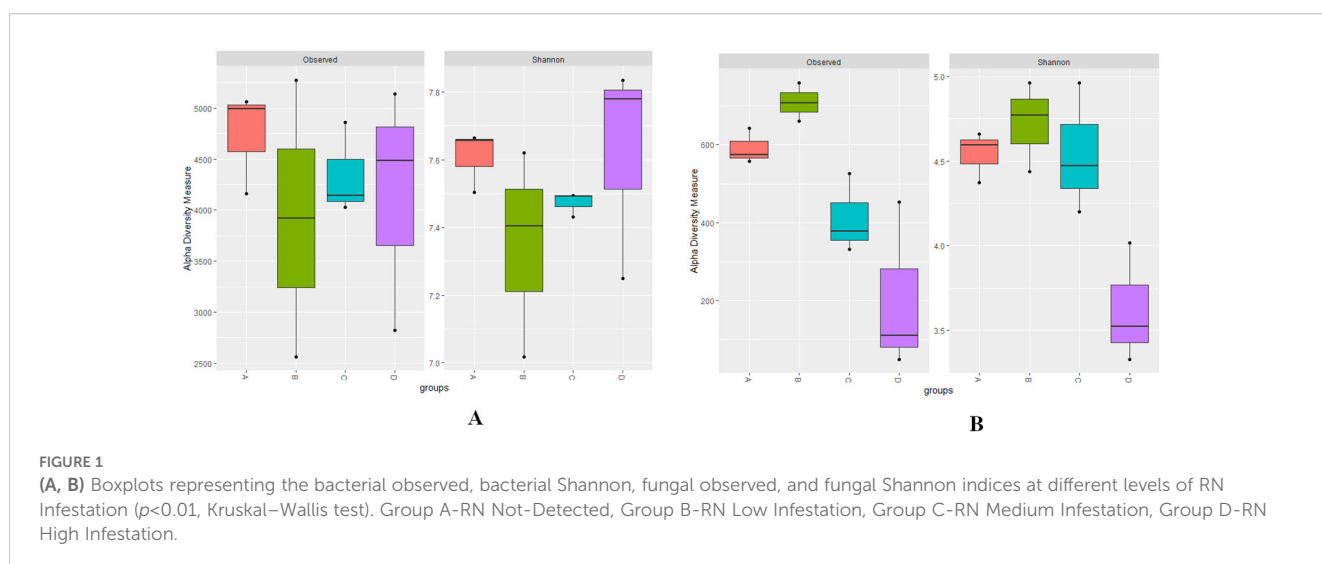 Observed
Shannon
Alpha Diversity Measure
5000
4500
4000
3500
3000
2500
7.8
7.6
7.4
7.2
7.0
A
B
C
D
A
B
C
D
groups
A
Observed
Shannon
Alpha Diversity Measure
600
400
200
5.0
4.5
4.0
3.5
A
B
C
D
A
B
C
D
groups
B
FIGURE 1
(A, B) Boxplots representing the bacterial observed, bacterial Shannon, fungal observed, and fungal Shannon indices at different levels of RN
Infestation (p<0.01, Kruskal–Wallis test). Group A-RN Not-Detected, Group B-RN Low Infestation, Group C-RN Medium Infestation, Group D-RN
High Infestation.